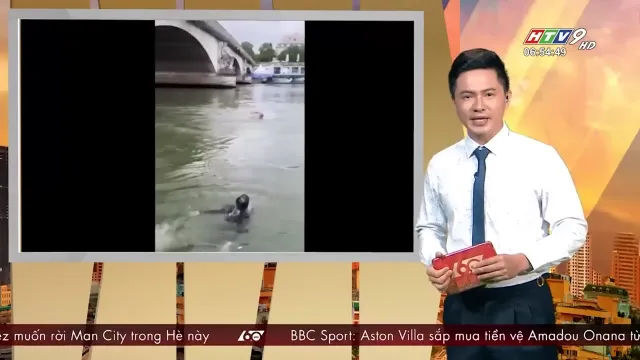 HTV9 HD
06:54:49
60
ez muốn rời Man City trong Hè này 60 BBC Sport: Aston Villa sắp mua tiền vệ Amadou Onana từ